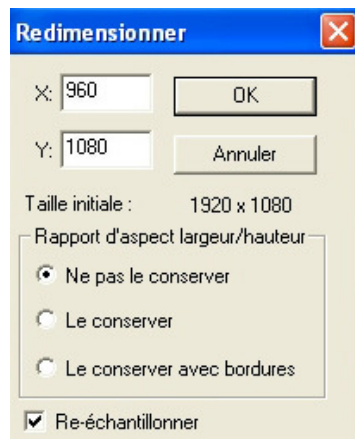 Redimensionner
X: 960 OK
Y: 1080 Annuler
Taille initiale : 1920 x 1080
Rapport d'aspect largeur/hauteur
Ne pas le conserver
Le conserver
Le conserver avec bordures
Re-échantillonner